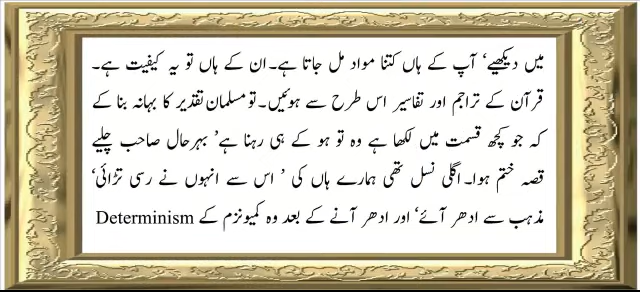 میں دیکھیے‘ آپ کے ہاں کتنا مواد مل جاتا ہے۔ ان کے ہاں تو یہ کیفیت ہے۔
قرآن کے تراجم اور تفاسیر اس طرح سے ہوئیں۔ تو مسلمان تقدیر کا بہانہ بنا کے
کہ جو کچھ قسمت میں لکھا ہے وہ تو ہو کے ہی رہنا ہے’ بہرحال صاحب چلیے
قصہ ختم ہوا۔ اگلی نسل تھی ہمارے ہاں کی ’ اس سے انہوں نے رسی تڑائی‘
مذہب سے ادھر آئے‘ اور ادھر آنے کے بعد وہ کمیونزم کے Determinism